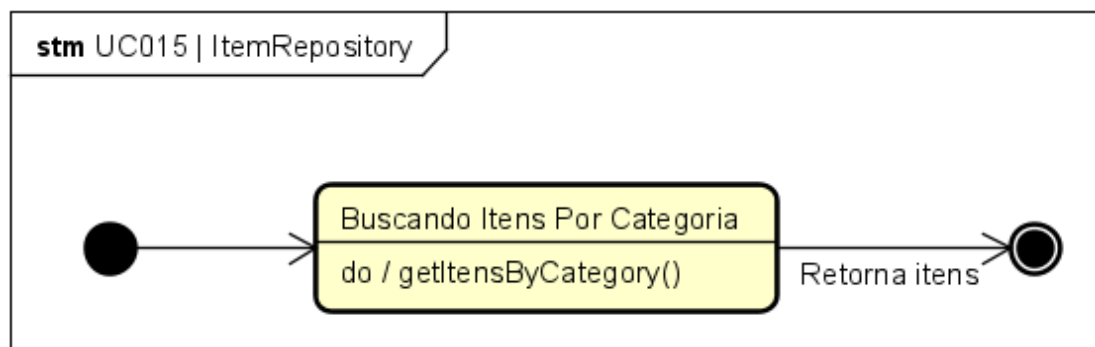 stm UC015 | ItemRepository
Buscando Itens Por Categoria
do / getItensByCategory()
Retorna itens